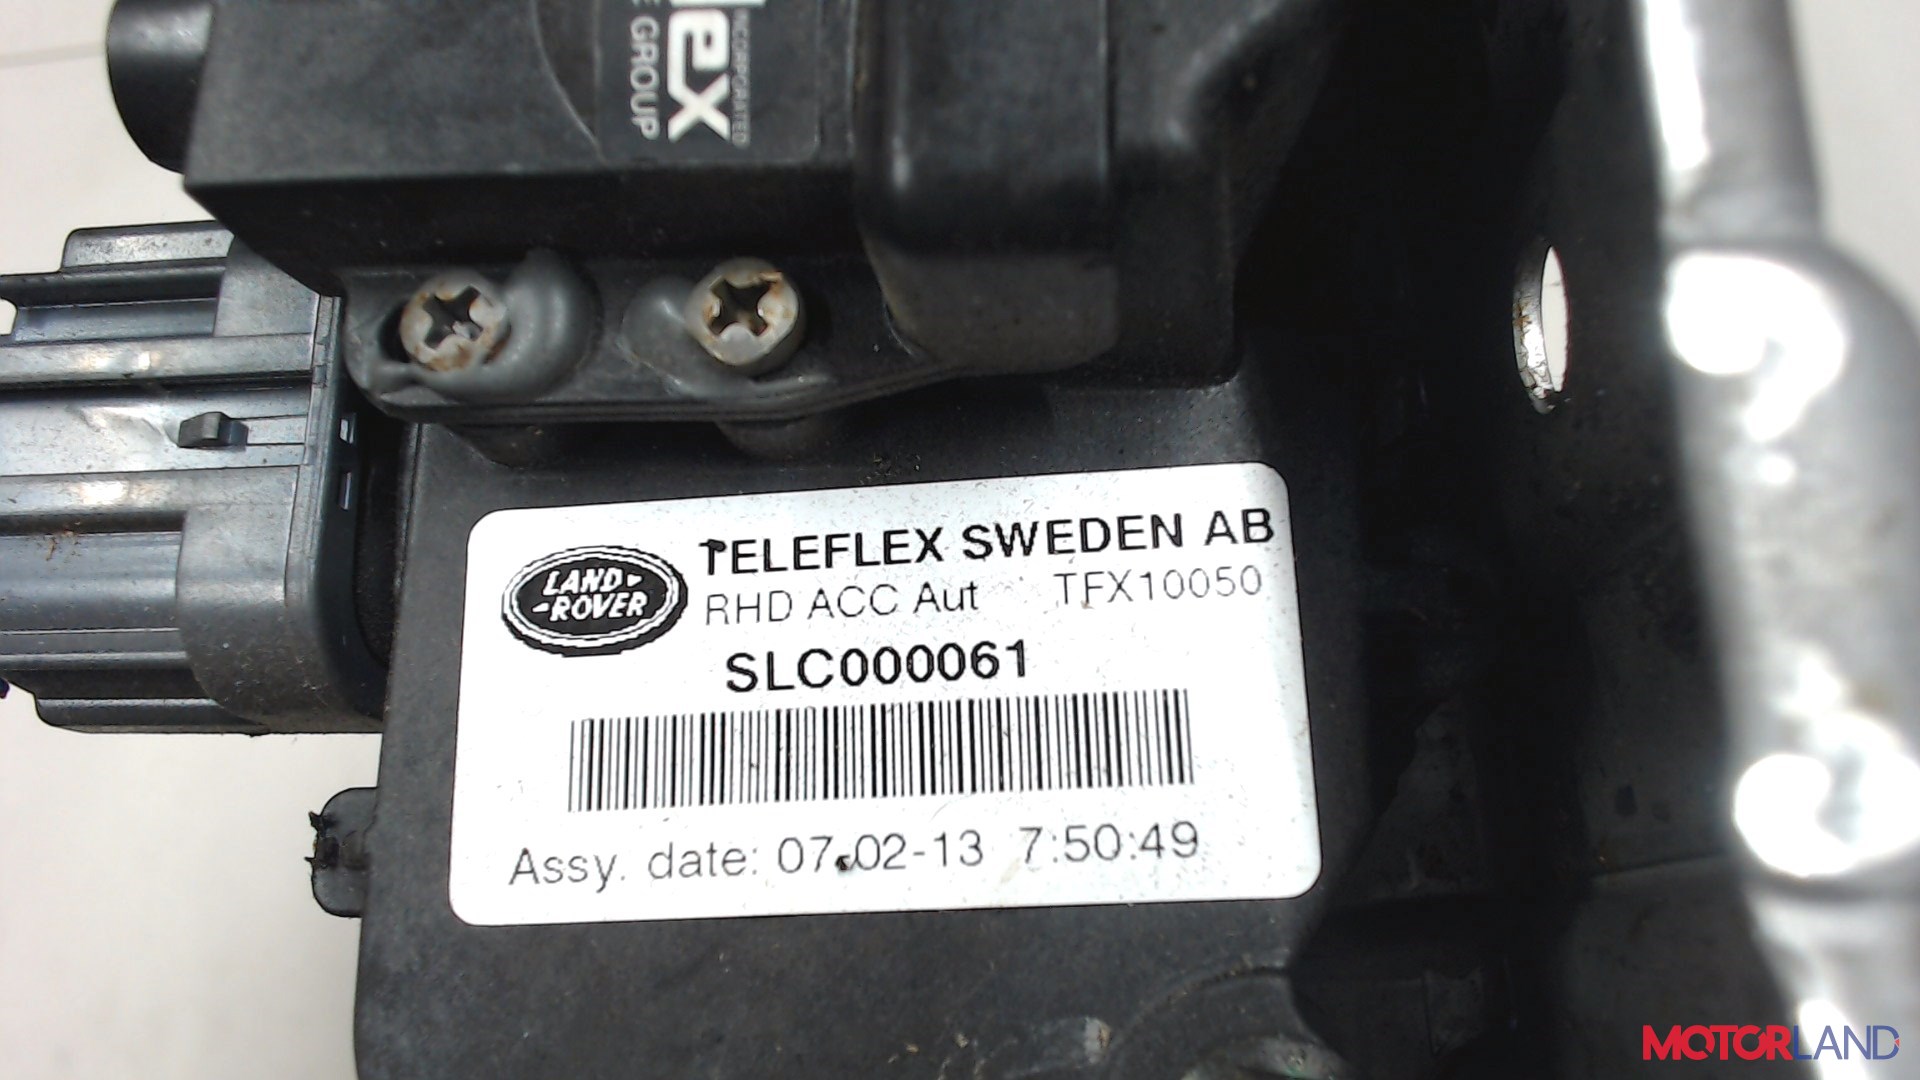 lex
INCORPORATED
E GROUP
LAND
-ROVER
TELEFLEX SWEDEN AB
RHD ACC Aut TFX10050
SLC000061
Assy. date: 07-02-13 7:50:49
MOTORLAND